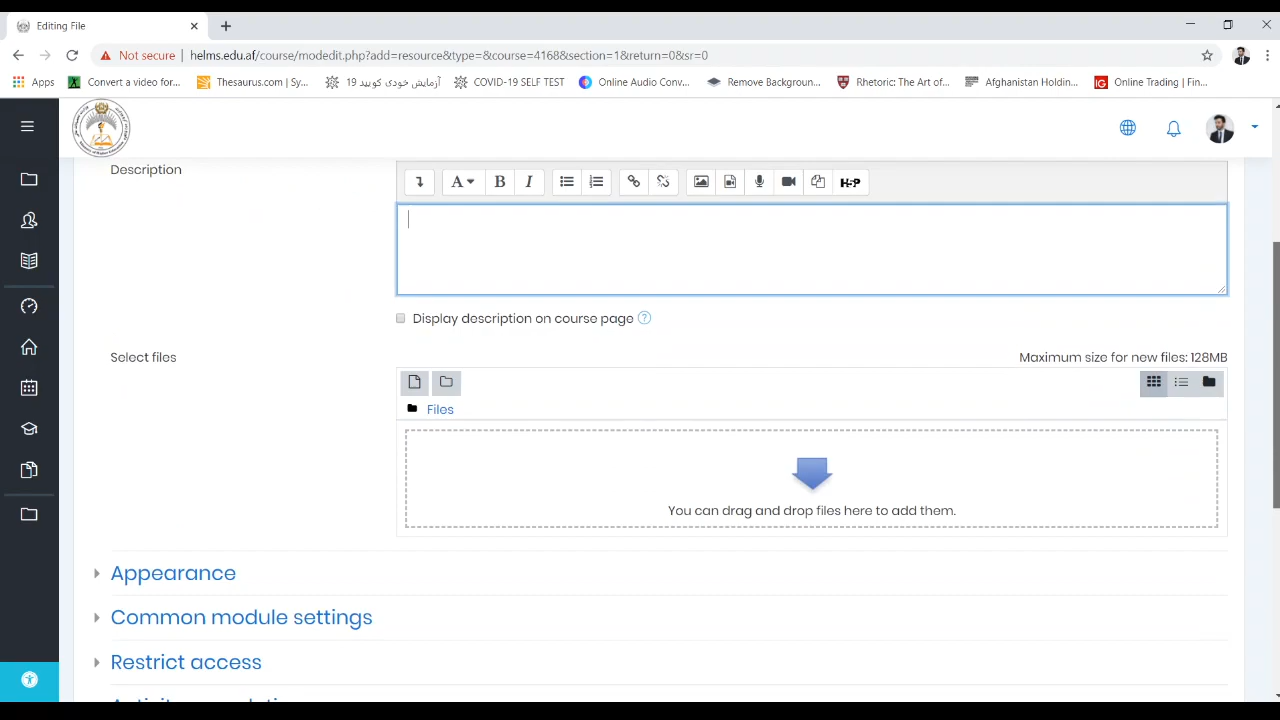 Editing File
Not secure
helms.edu.af/course/modedit.php?add=resource&type=&course=4168&section=1&return=0&sr=0
Apps
Convert a video for...
Thesaurus.com | Sy...
آزمایش خودی کووید 19
COVID-19 SELF TEST
Online Audio Conv...
Remove Backgroun...
Rhetoric: The Art of...
Afghanistan Holdin...
IG
Online Trading | Fin...
Description
A
B
I
H-P
Display description on course page
?
Select files
Maximum size for new files: 128MB
Files
You can drag and drop files here to add them.
Appearance
Common module settings
Restrict access